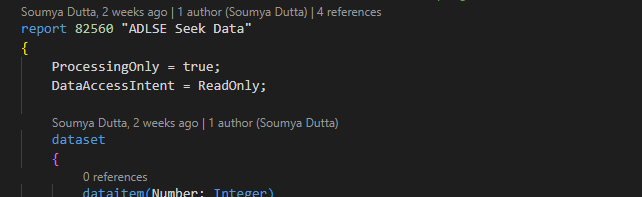 Soumya Dutta, 2 weeks ago | 1 author (Soumya Dutta) | 4 references
report 82560 "ADLSE Seek Data"
{
ProcessingOnly = true;
DataAccessIntent = ReadOnly;
Soumya Dutta, 2 weeks ago | 1 author (Soumya Dutta)
dataset
{
0 references
dataitem(Number; Integer)